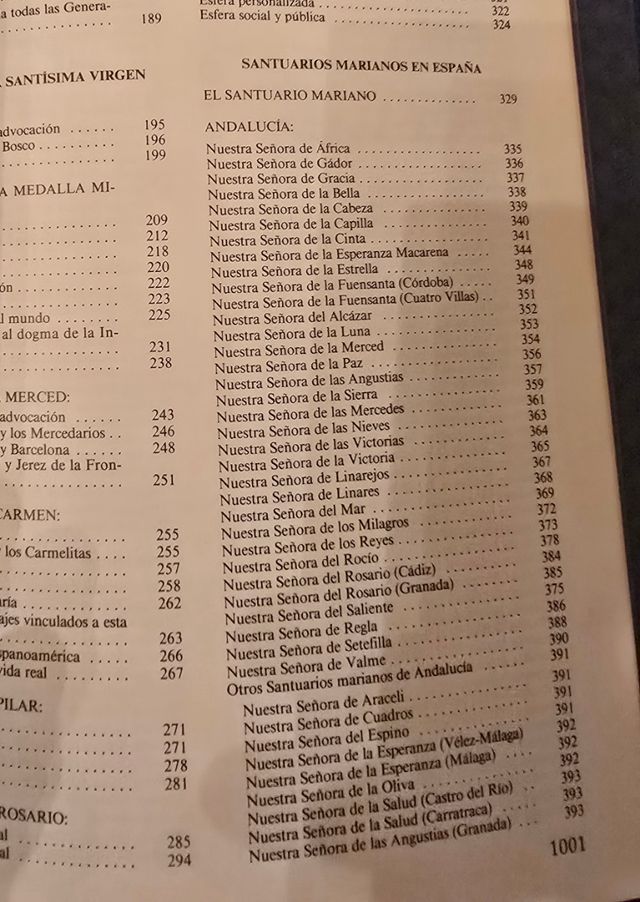 a todas las Genera-
. . . . . . . . . . . 189
SANTÍSIMA VIRGEN
advocación . . . . . . 195
Bosco . . . . . . . . . . 196
. . . . . . . . . . . . . . . 199
A MEDALLA MI-
. . . . . . . . . . . . . . . 209
. . . . . . . . . . . . . . . 212
. . . . . . . . . . . . . . . 218
. . . . . . . . . . . . . . . 220
ón . . . . . . . . . . . . . 222
. . . . . . . . . . . . . . . 223
l mundo . . . . . . . . 225
al dogma de la In-
. . . . . . . . . . . . . . . 231
. . . . . . . . . . . . . . . 238
MERCED:
advocación . . . . . . 243
y los Mercedarios . . 246
y Barcelona . . . . . . 248
y Jerez de la Fron-
. . . . . . . . . . . . . . . 251
CARMEN:
. . . . . . . . . . . . . . . 255
los Carmelitas . . . . 255
. . . . . . . . . . . . . . . 257
. . . . . . . . . . . . . . . 258
aría . . . . . . . . . . . . 262
ajes vinculados a esta
. . . . . . . . . . . . . . . 263
spanoamérica . . . . . 266
vida real . . . . . . . . 267
PILAR:
. . . . . . . . . . . . . . . 271
. . . . . . . . . . . . . . . 271
. . . . . . . . . . . . . . . 278
. . . . . . . . . . . . . . . 281
ROSARIO:
al . . . . . . . . . . . . . 285
al . . . . . . . . . . . . . 294
Esfera personalizada . . . . . . . . . . 322
Esfera social y pública . . . . . . . . . . 324
SANTUARIOS MARIANOS EN ESPAÑA
EL SANTUARIO MARIANO . . . . . . . . . . . . 329
ANDALUCÍA:
Nuestra Señora de África . . . . . . . . . . 335
Nuestra Señora de Gádor . . . . . . . . . . 336
Nuestra Señora de Gracia . . . . . . . . . . 337
Nuestra Señora de la Bella . . . . . . . . . . 338
Nuestra Señora de la Cabeza . . . . . . . . . . 339
Nuestra Señora de la Capilla . . . . . . . . . . 340
Nuestra Señora de la Cinta . . . . . . . . . . 341
Nuestra Señora de la Esperanza Macarena . . . . . 344
Nuestra Señora de la Estrella . . . . . . . . . . 348
Nuestra Señora de la Fuensanta (Córdoba) . . . . . 349
Nuestra Señora de la Fuensanta (Cuatro Villas) . . 351
Nuestra Señora del Alcázar . . . . . . . . . . 352
Nuestra Señora de la Luna . . . . . . . . . . 353
Nuestra Señora de la Merced . . . . . . . . . . 354
Nuestra Señora de la Paz . . . . . . . . . . 356
Nuestra Señora de las Angustias . . . . . . . . . . 357
Nuestra Señora de la Sierra . . . . . . . . . . 359
Nuestra Señora de las Mercedes . . . . . . . . . . 361
Nuestra Señora de las Nieves . . . . . . . . . . 363
Nuestra Señora de las Victorias . . . . . . . . . . 364
Nuestra Señora de la Victoria . . . . . . . . . . 365
Nuestra Señora de Linarejos . . . . . . . . . . 367
Nuestra Señora de Linares . . . . . . . . . . 368
Nuestra Señora del Mar . . . . . . . . . . 369
Nuestra Señora de los Milagros . . . . . . . . . . 372
Nuestra Señora de los Reyes . . . . . . . . . . 373
Nuestra Señora del Rocío . . . . . . . . . . 378
Nuestra Señora del Rosario (Cádiz) . . . . . . . . 384
Nuestra Señora del Rosario (Granada) . . . . . . . 385
Nuestra Señora del Saliente . . . . . . . . . . 375
Nuestra Señora de Regla . . . . . . . . . . 386
Nuestra Señora de Setefilla . . . . . . . . . . 388
Nuestra Señora de Valme . . . . . . . . . . 390
Otros Santuarios marianos de Andalucía . . . . . . 391
Nuestra Señora de Araceli . . . . . . . . . . 391
Nuestra Señora de Cuadros . . . . . . . . . . 391
Nuestra Señora del Espino . . . . . . . . . . 391
Nuestra Señora de la Esperanza (Vélez-Málaga) 392
Nuestra Señora de la Esperanza (Málaga) . . . . . 392
Nuestra Señora de la Oliva . . . . . . . . . . 392
Nuestra Señora de la Salud (Castro del Río) . . 393
Nuestra Señora de la Salud (Carratraca) . . . . . 393
Nuestra Señora de las Angustias (Granada) . . . 393
1001